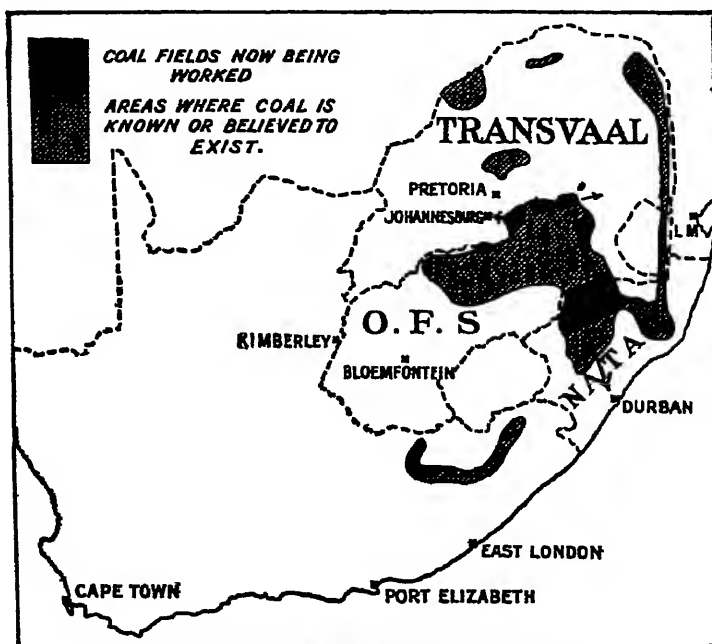 COAL FIELDS NOW BEING
WORKED
AREAS WHERE COAL IS
KNOWN OR BELIEVED TO
EXIST.
TRANSVAAL
PRETORIA
JOHANNESBURG
L M
O. F. S
KIMBERLEY
BLOEMFONTEIN
NATA
DURBAN
EAST LONDON
CAPE TOWN
PORT ELIZABETH